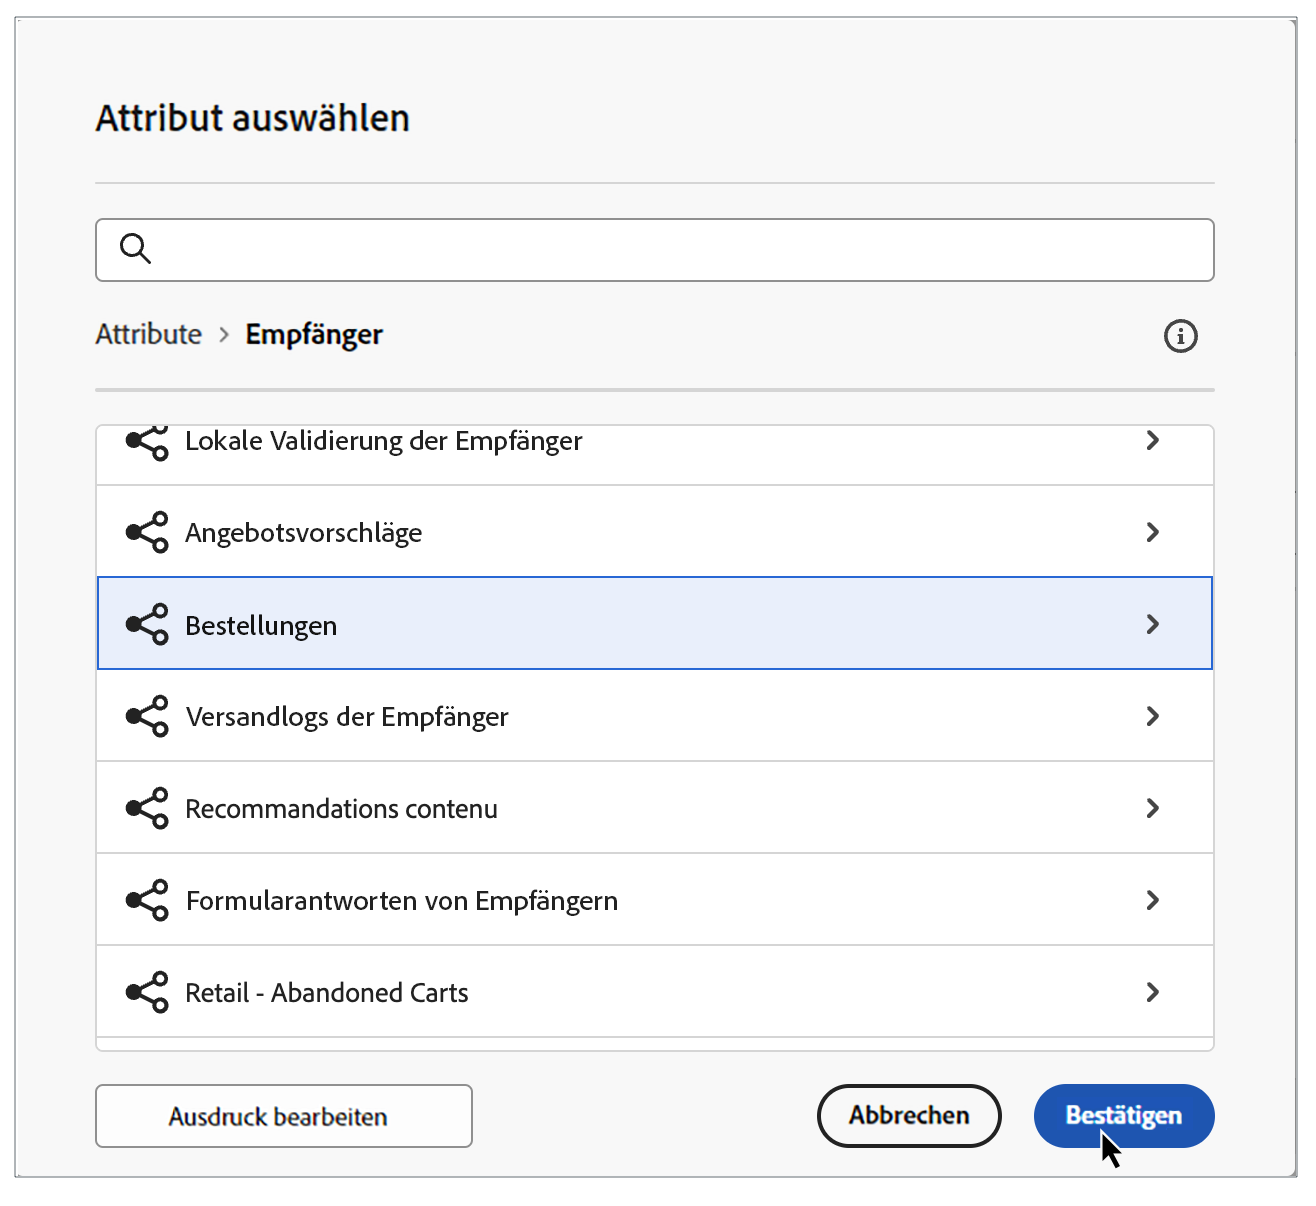 Attribut auswählen
Attribute > Empfänger
Lokale Validierung der Empfänger
Angebotsvorschläge
Bestellungen
Versandlogs der Empfänger
Recommandations contenu
Formularantworten von Empfängern
Retail - Abandoned Carts
Ausdruck bearbeiten
Abbrechen
Bestätigen